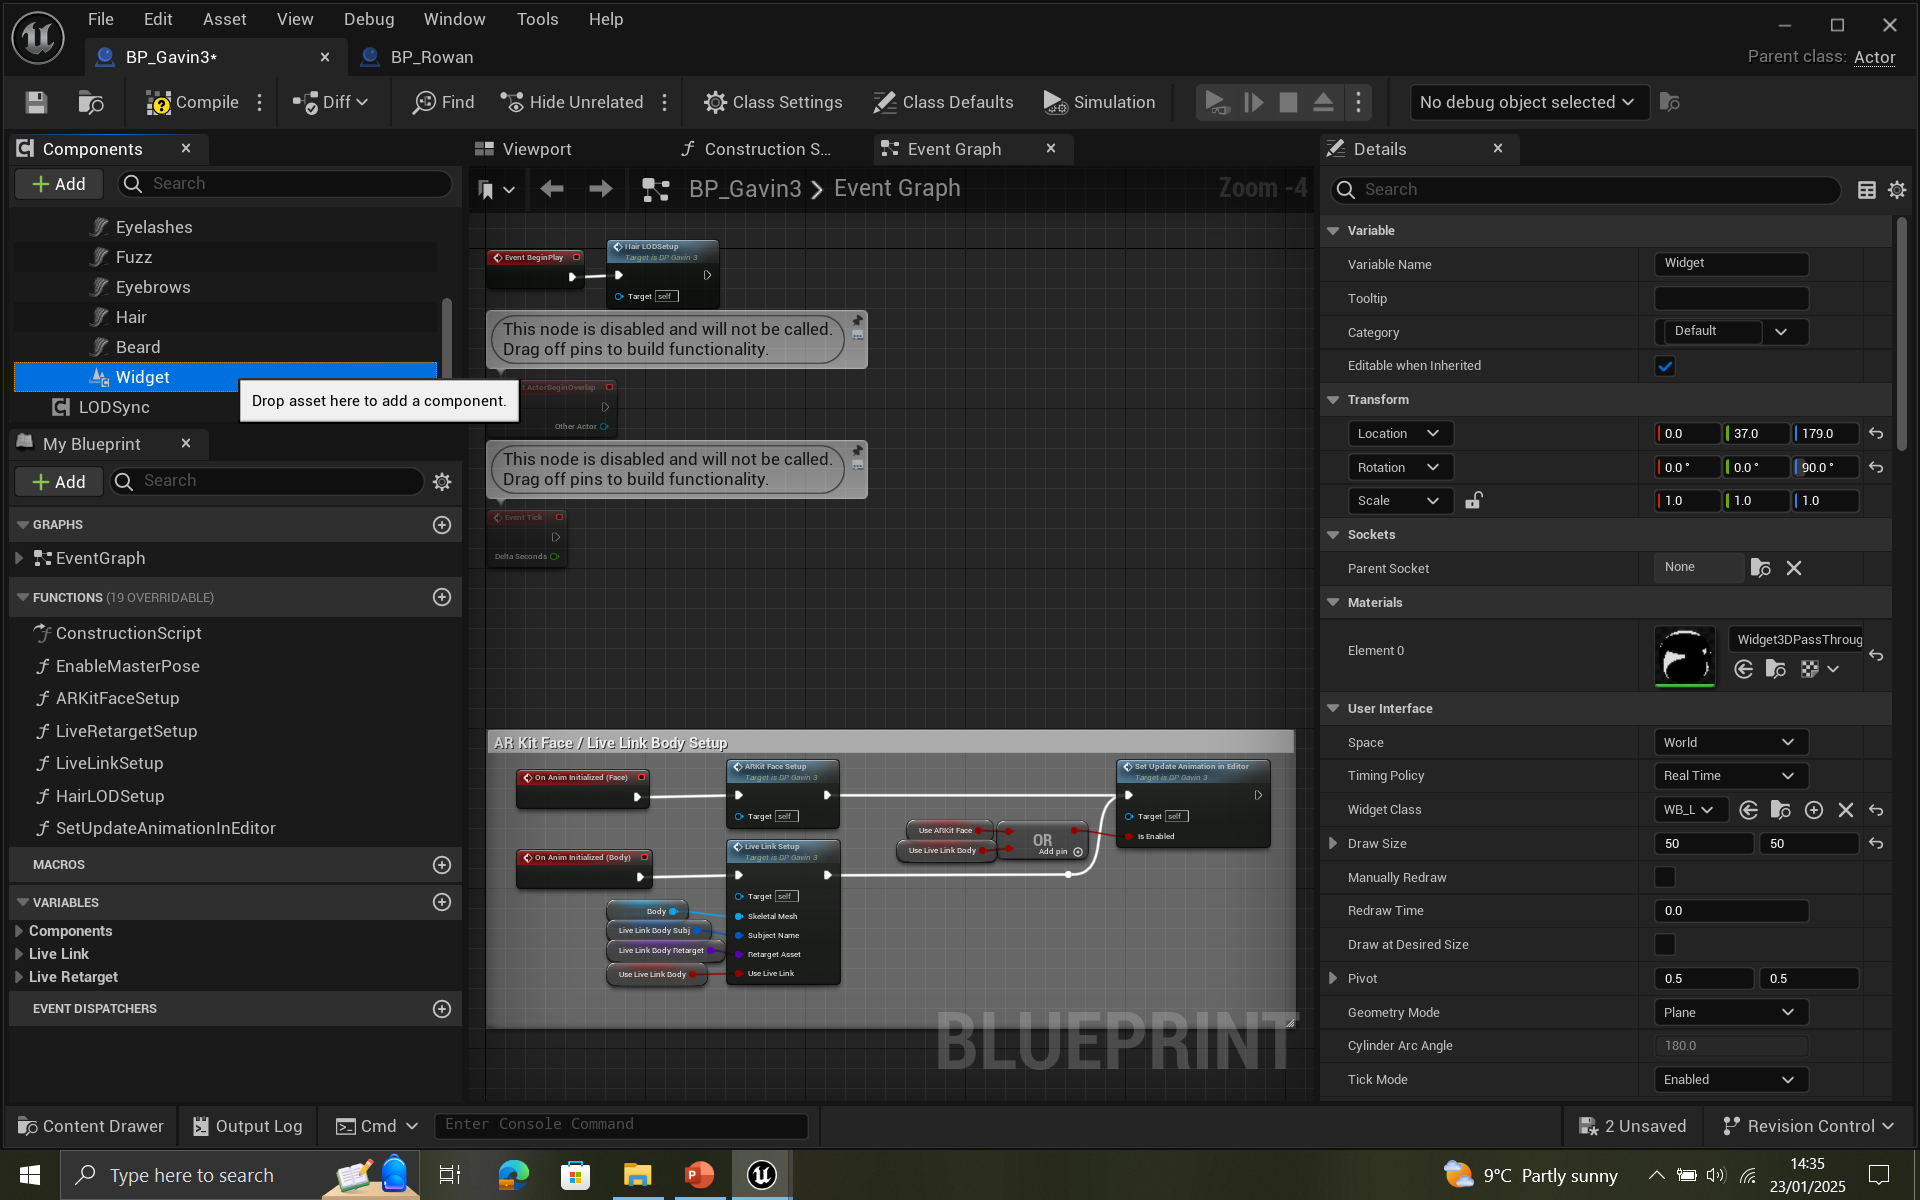 File Edit Asset View Debug Window Tools Help
BP_Gavin3*
BP_Rowan
Parent class: Actor
Compile
Diff
Find
Hide Unrelated
Class Settings
Class Defaults
Simulation
No debug object selected
Components
Add
Search
Eyelashes
Fuzz
Eyebrows
Hair
Beard
Widget
LODSync
Drop asset here to add a component.
My Blueprint
Add
Search
GRAPHS
EventGraph
FUNCTIONS (19 OVERRIDABLE)
ConstructionScript
EnableMasterPose
ARKitFaceSetup
LiveRetargetSetup
LiveLinkSetup
HairLODSetup
SetUpdateAnimationInEditor
MACROS
VARIABLES
Components
Live Link
Live Retarget
EVENT DISPATCHERS
Viewport
Construction S...
Event Graph
BP_Gavin3 Event Graph
Zoom -4
Event BeginPlay
Hair LODSetup
Target is DP Gavin 3
Target self
This node is disabled and will not be called.
Drag off pins to build functionality.
ActorBeginOverlap
Other Actor
This node is disabled and will not be called.
Drag off pins to build functionality.
Event Tick
Delta Seconds
AR Kit Face / Live Link Body Setup
On Anim Initialized (Face)
ARKit Face Setup
Target is DP Gavin 3
Target self
Set Update Animation in Editor
Target is DP Gavin 3
Target self
Is Enabled
Use ARKit Face
Use Live Link Body
OR
Add pin
On Anim Initialized (Body)
Live Link Setup
Target is DP Gavin 3
Target self
Body
Skeletal Mesh
Live Link Body Subj
Subject Name
Live Link Body Retarget
Retarget Asset
Use Live Link Body
Use Live Link
BLUEPRINT
Details
Search
Variable
Variable Name Widget
Tooltip
Category Default
Editable when Inherited
Transform
Location 0.0 37.0 179.0
Rotation 0.0 ° 0.0 ° 90.0 °
Scale 1.0 1.0 1.0
Sockets
Parent Socket None
Materials
Element 0 Widget3DPassThroug
User Interface
Space World
Timing Policy Real Time
Widget Class WB_L
Draw Size 50 50
Manually Redraw
Redraw Time 0.0
Draw at Desired Size
Pivot 0.5 0.5
Geometry Mode Plane
Cylinder Arc Angle 180.0
Tick Mode Enabled
Content Drawer
Output Log
Cmd
Enter Console Command
2 Unsaved
Revision Control
Type here to search
9°C Partly sunny
14:35
23/01/2025